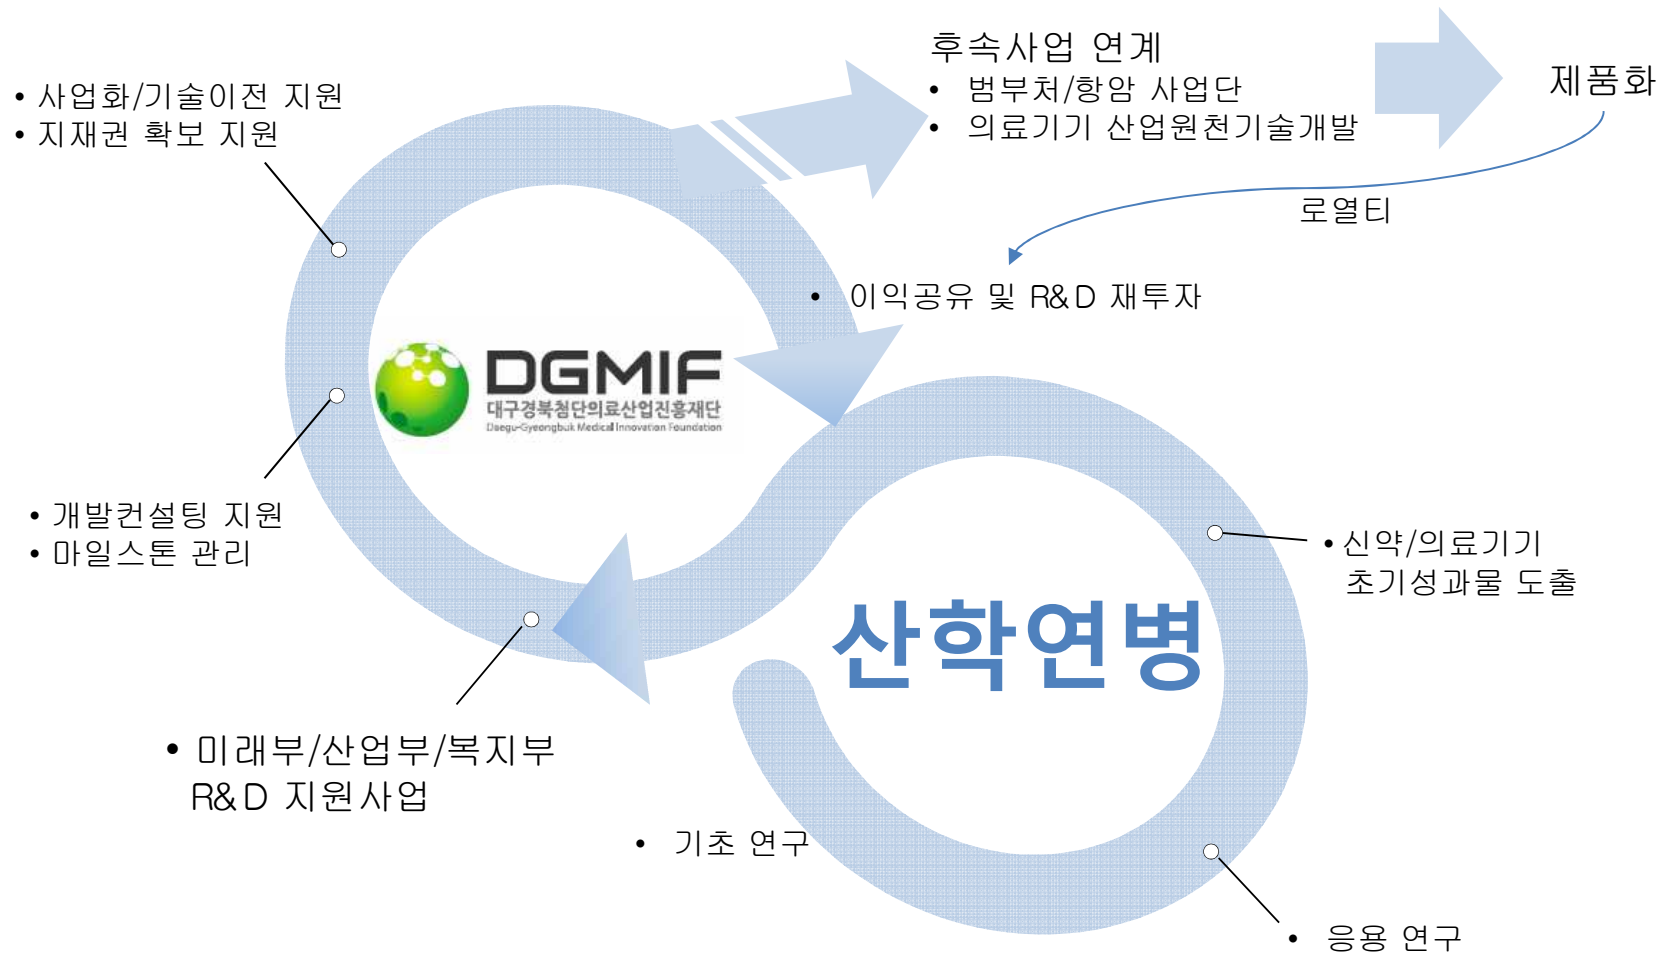 후속사업 연계
• 범부처/항암 사업단
• 의료기기 산업원천기술개발
제품화
• 사업화/기술이전 지원
• 지재권 확보 지원
로열티
• 이익공유 및 R&D 재투자
DGMIF
대구경북첨단의료산업진흥재단
Daegu-Gyeongbuk Medical Innovation Foundation
• 개발컨설팅 지원
• 마일스톤 관리
• 신약/의료기기
초기성과물 도출
산학연병
• 미래부/산업부/복지부
R&D 지원사업
• 기초 연구
• 응용 연구